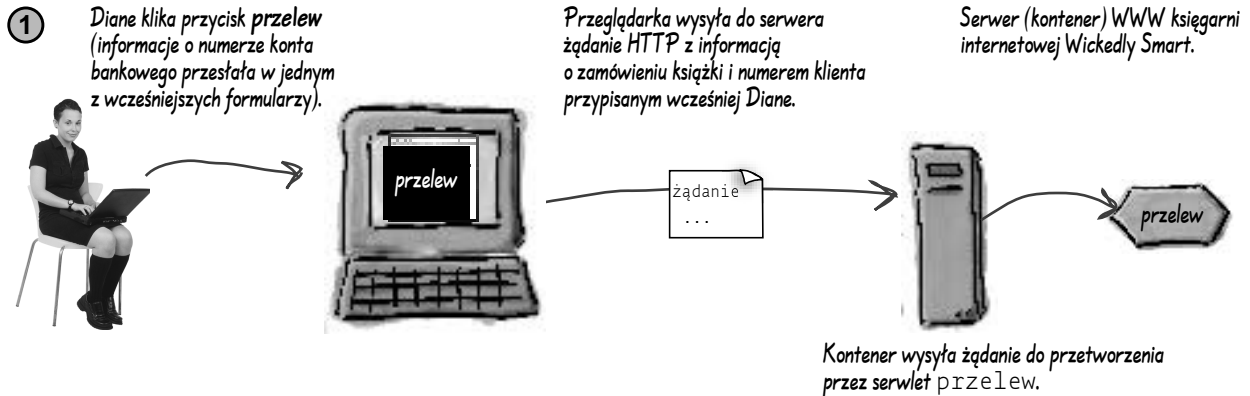 1
Diane klika przycisk przelew
(informacje o numerze konta
bankowego przesłała w jednym
z wcześniejszych formularzy).
Przeglądarka wysyła do serwera
żądanie HTTP z informacją
o zamówieniu książki i numerem klienta
przypisanym wcześniej Diane.
Serwer (kontener) WWW księgarni
internetowej Wickedly Smart.
przelew
żądanie
...
przelew
Kontener wysyła żądanie do przetworzenia
przez serwlet przelew.